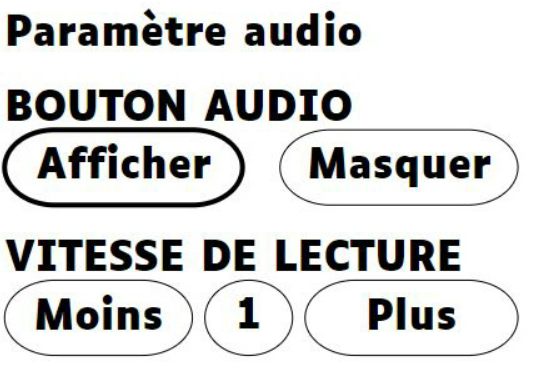 Paramètre audio
BOUTON AUDIO
Afficher Masquer
VITESSE DE LECTURE
Moins 1 Plus